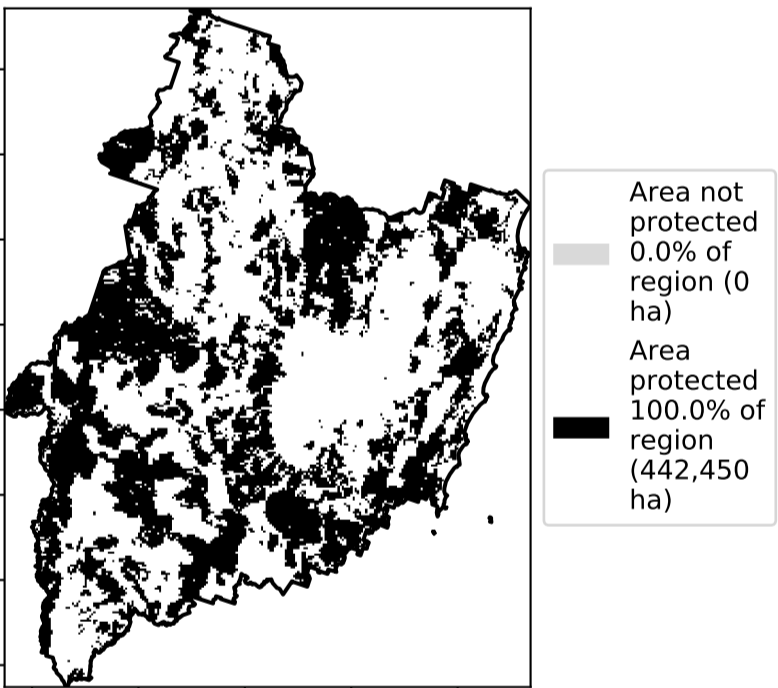 Area not
protected
0.0% of
region (0
ha)
Area
protected
100.0% of
region
(442,450
ha)